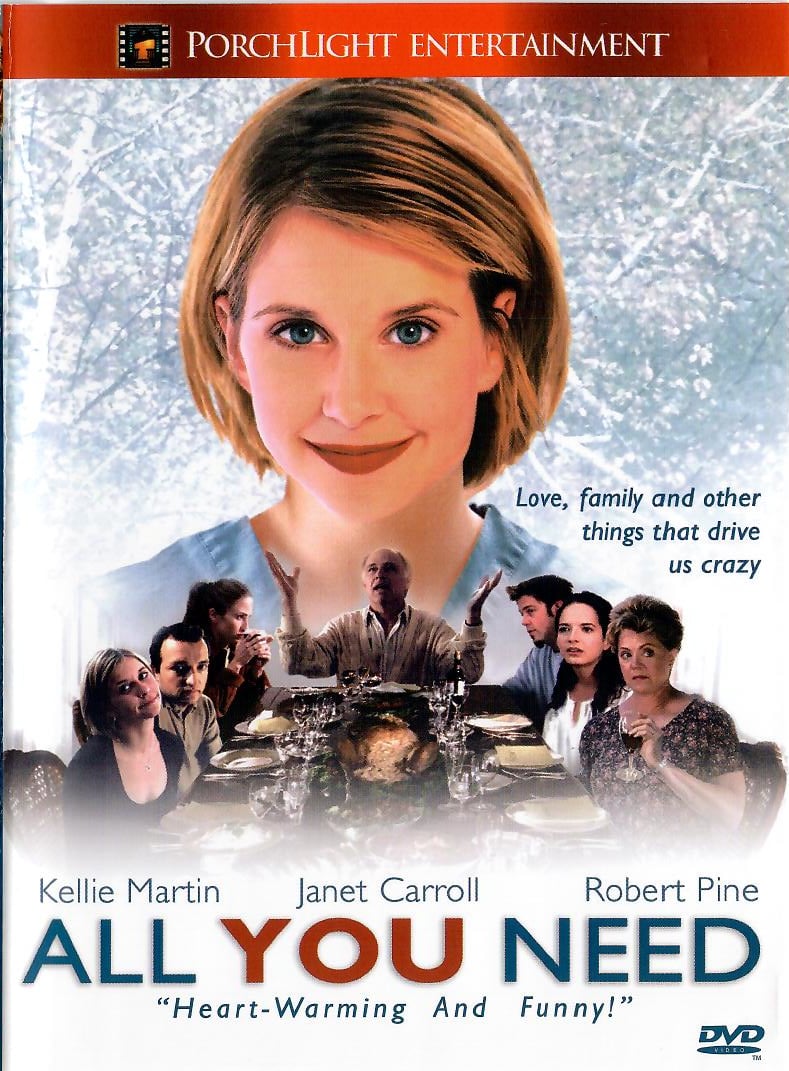 PORCHLIGHT ENTERTAINMENT
Love, family and other
things that drive
us crazy
Kellie Martin Janet Carroll Robert Pine
ALL YOU NEED
"Heart-Warming And Funny!"
DVD
VIDEO
TM